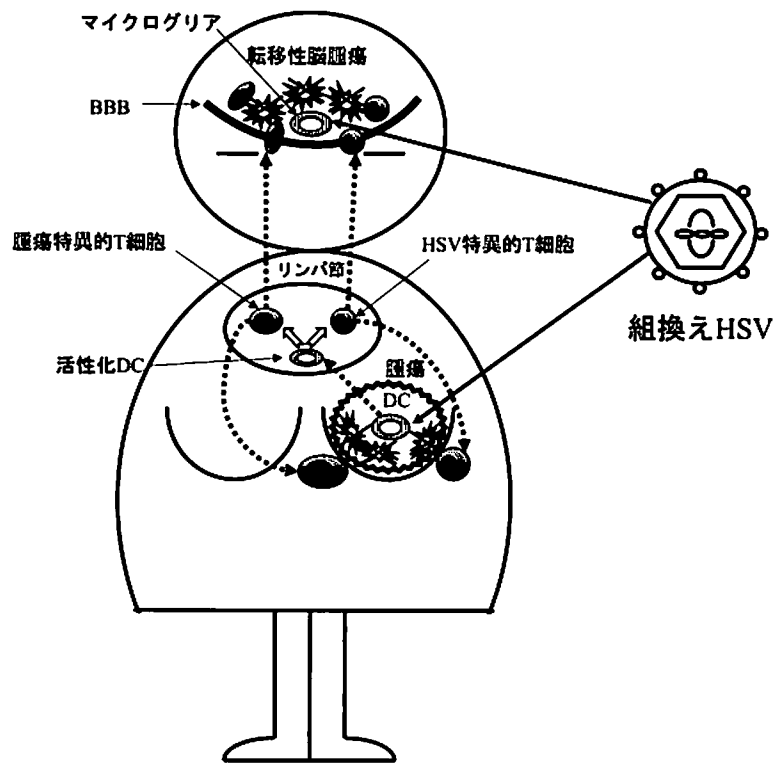 マイクログリア
転移性脳腫瘍
BBB
腫瘍特異的T細胞
HSV特異的T細胞
リンパ節
組換えHSV
活性化DC
腫瘍
DC